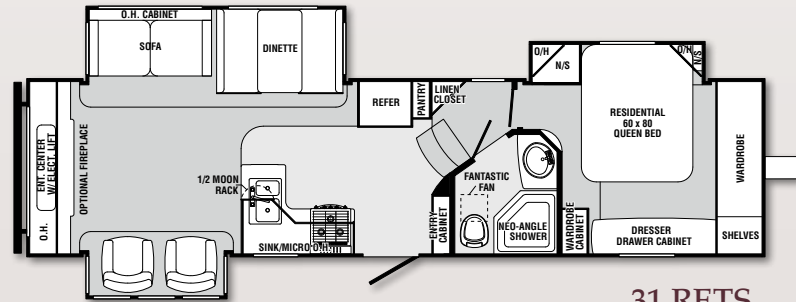 O.H. CABINET
SOFA
DINETTE
O/H
N/S
O/H
N/S
ENT. CENTER
W/ ELECT. LIFT
O.H.
OPTIONAL FIREPLACE
REFER
PANTRY
LINEN
CLOSET
RESIDENTIAL
60 x 80
QUEEN BED
WARDROBE
1/2 MOON
RACK
FANTASTIC
FAN
ENTRY
CABINET
NEO-ANGLE
SHOWER
WARDROBE
CABINET
DRESSER
DRAWER CABINET
SHELVES
SINK/MICRO O.H.
31 RETS